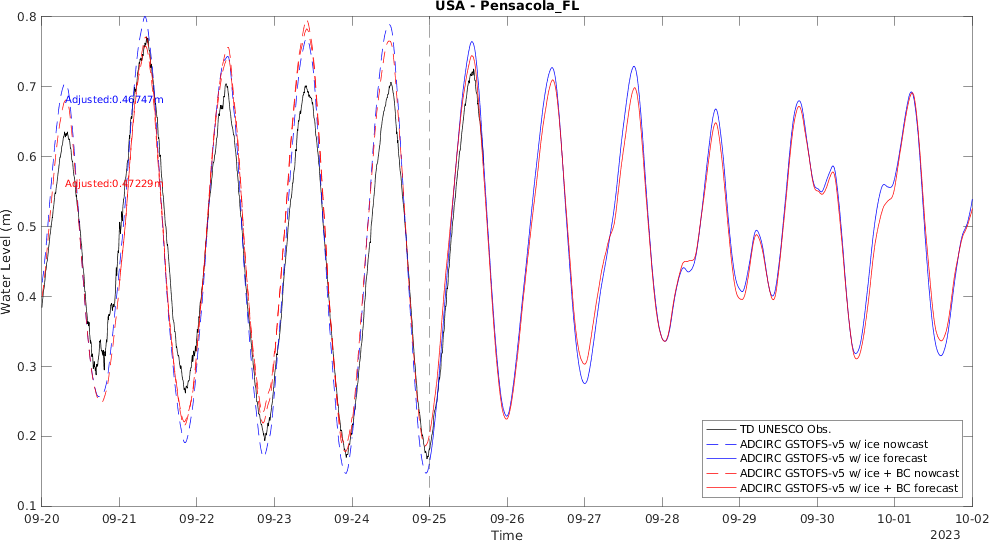 USA - Pensacola_FL
0.8
0.7
Adjusted:0.46747m
0.6
Adjusted:0.47229m
0.5
Water Level (m)
0.4
0.3
0.2
0.1
TD UNESCO Obs.
ADCIRC GSTOFS-v5 w/ ice nowcast
ADCIRC GSTOFS-v5 w/ ice forecast
ADCIRC GSTOFS-v5 w/ ice + BC nowcast
ADCIRC GSTOFS-v5 w/ ice + BC forecast
09-20 09-21 09-22 09-23 09-24 09-25 09-26 09-27 09-28 09-29 09-30 10-01 10-02
Time
2023